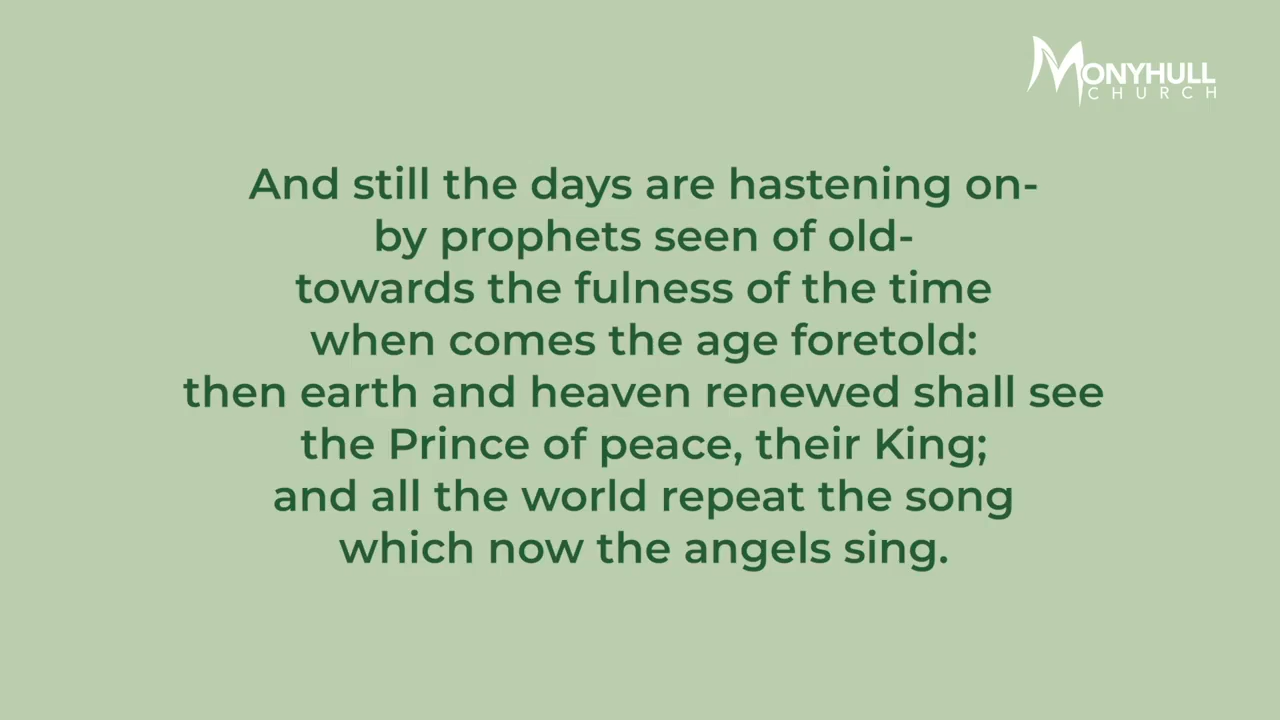 MONYHULL
CHURCH
And still the days are hastening on-
by prophets seen of old-
towards the fulness of the time
when comes the age foretold:
then earth and heaven renewed shall see
the Prince of peace, their King;
and all the world repeat the song
which now the angels sing.